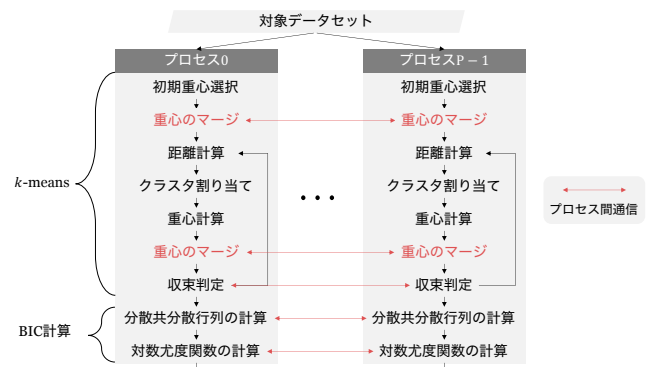 対象データセット
プロセス0
プロセスP − 1
初期重心選択
初期重心選択
重心のマージ
重心のマージ
距離計算
距離計算
k-means
クラスタ割り当て
クラスタ割り当て
• • •
重心計算
重心計算
プロセス間通信
重心のマージ
重心のマージ
収束判定
収束判定
BIC計算
分散共分散行列の計算
分散共分散行列の計算
対数尤度関数の計算
対数尤度関数の計算